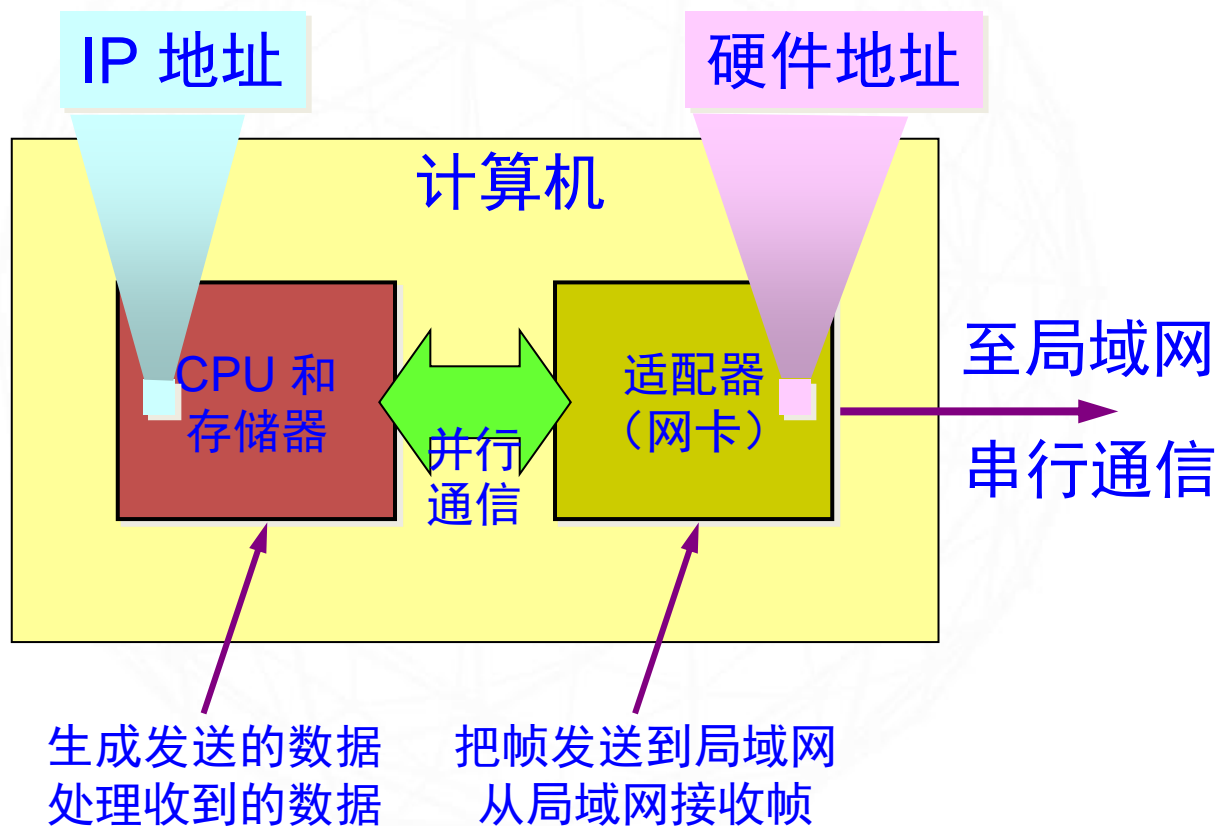 IP 地址
硬件地址
计算机
CPU 和
存储器
并行
通信
适配器
（网卡）
至局域网
串行通信
生成发送的数据
处理收到的数据
把帧发送到局域网
从局域网接收帧